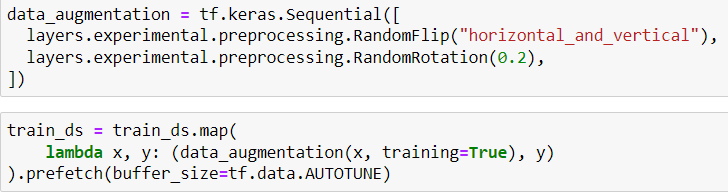 data_augmentation = tf.keras.Sequential([
  layers.experimental.preprocessing.RandomFlip("horizontal_and_vertical"),
  layers.experimental.preprocessing.RandomRotation(0.2),
])
train_ds = train_ds.map(
    lambda x, y: (data_augmentation(x, training=True), y)
).prefetch(buffer_size=tf.data.AUTOTUNE)